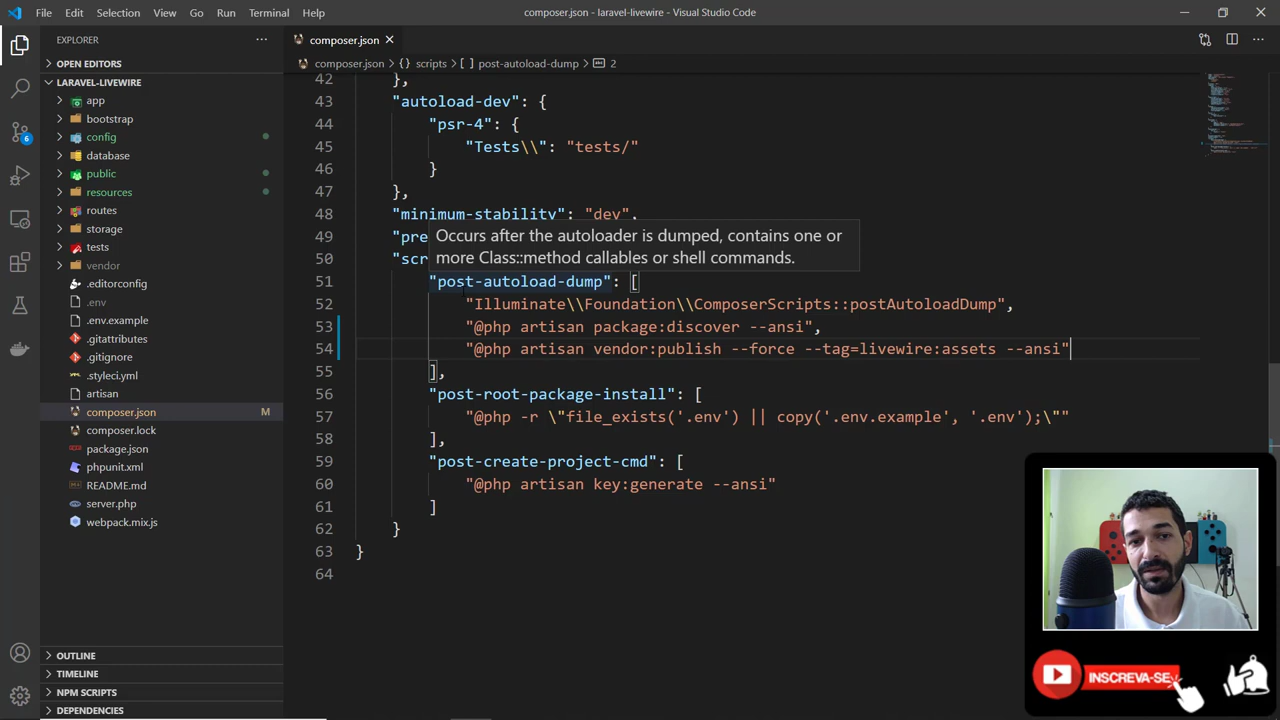 File Edit Selection View Go Run Terminal Help
composer.json - laravel-livewire - Visual Studio Code
EXPLORER
OPEN EDITORS
LARAVEL-LIVEWIRE
app
bootstrap
config
database
public
resources
routes
storage
tests
vendor
.editorconfig
.env
.env.example
.gitattributes
.gitignore
.styleci.yml
artisan
composer.json M
composer.lock
package.json
phpunit.xml
README.md
server.php
webpack.mix.js
OUTLINE
TIMELINE
NPM SCRIPTS
DEPENDENCIES
6
composer.json
composer.json > {} scripts > [ ] post-autoload-dump > 2
42 },
43 "autoload-dev": {
44 "psr-4": {
45 "Tests\\": "tests/"
46 }
47 },
48 "minimum-stability": "dev",
49 "pre
50 "scr
Occurs after the autoloader is dumped, contains one or
more Class::method callables or shell commands.
51 "post-autoload-dump": [
52 "Illuminate\\Foundation\\ComposerScripts::postAutoloadDump",
53 "@php artisan package:discover --ansi",
54 "@php artisan vendor:publish --force --tag=livewire:assets --ansi"
55 ],
56 "post-root-package-install": [
57 "@php -r \"file_exists('.env') || copy('.env.example', '.env');\""
58 ],
59 "post-create-project-cmd": [
60 "@php artisan key:generate --ansi"
61 ]
62 }
63 }
64
INSCREVA-SE